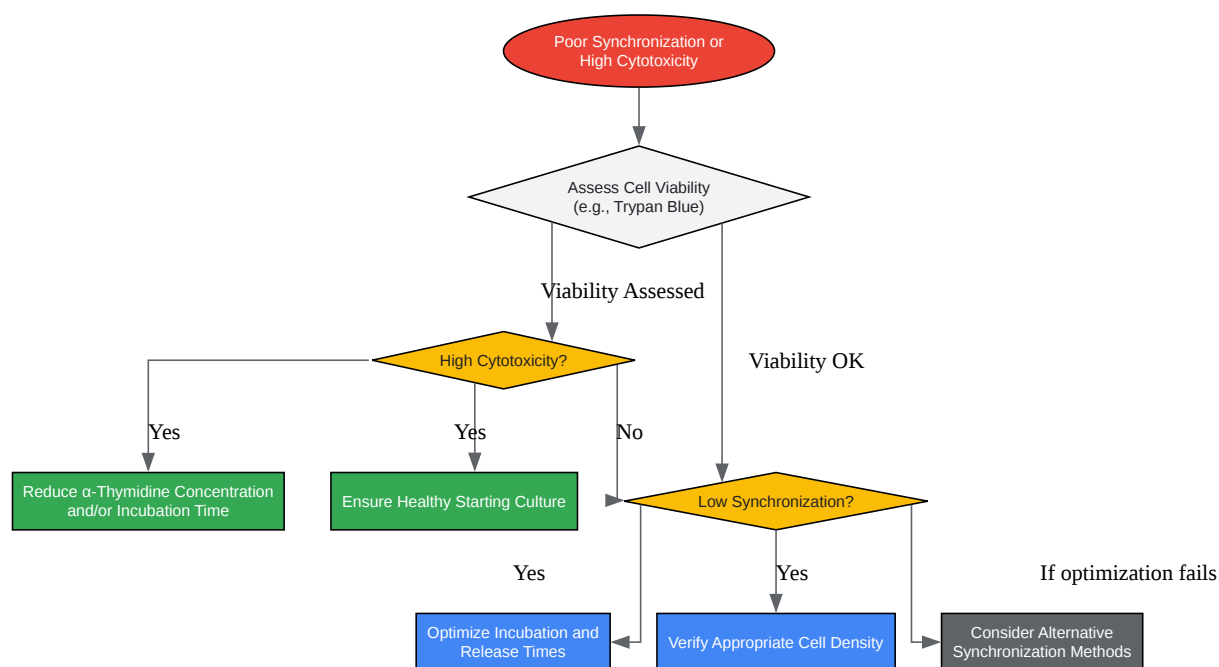 Poor Synchronization or
High Cytotoxicity
Assess Cell Viability
(e.g., Trypan Blue)
Viability Assessed
High Cytotoxicity?
Viability OK
Yes
Yes
No
Reduce α-Thymidine Concentration
and/or Incubation Time
Ensure Healthy Starting Culture
Low Synchronization?
Yes
Yes
If optimization fails
Optimize Incubation and
Release Times
Verify Appropriate Cell Density
Consider Alternative
Synchronization Methods